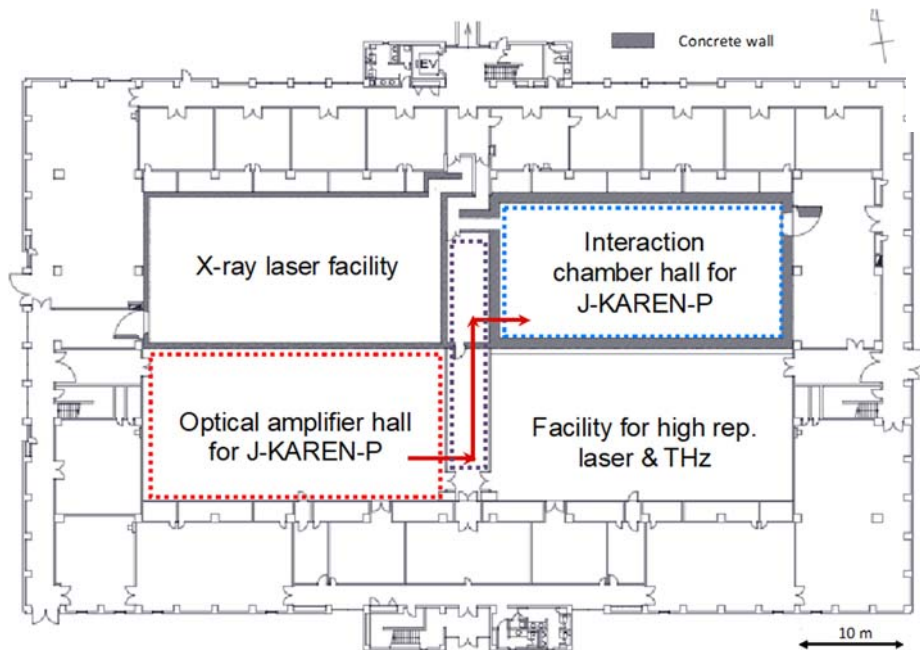 Concrete wall
EV
X-ray laser facility
Interaction
chamber hall for
J-KAREN-P
Optical amplifier hall
for J-KAREN-P
Facility for high rep.
laser & THz
10 m